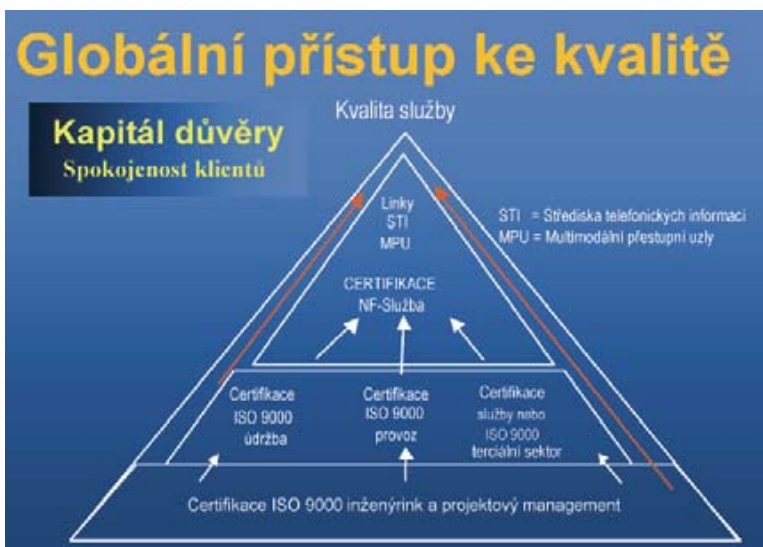 Globální přístup ke kvalitě
Kapitál důvěry
Spokojenost klientů
Kvalita služby
Linky
STI
MPU
STI = Střediska telefonických informací
MPU = Multimodální přestupní uzly
CERTIFIKACE
NF-Služba
Certifikace
ISO 9000
údržba
Certifikace
ISO 9000
provoz
Certifikace
služby nebo
ISO 9000
terciální sektor
Certifikace ISO 9000 inženýrink a projektový management